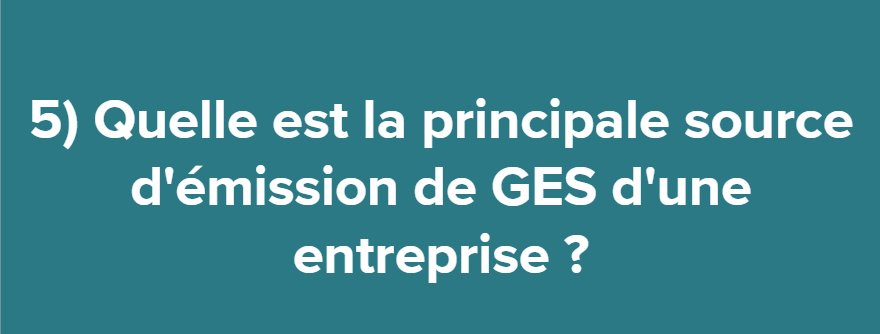 5) Quelle est la principale source
d'émission de GES d'une
entreprise ?